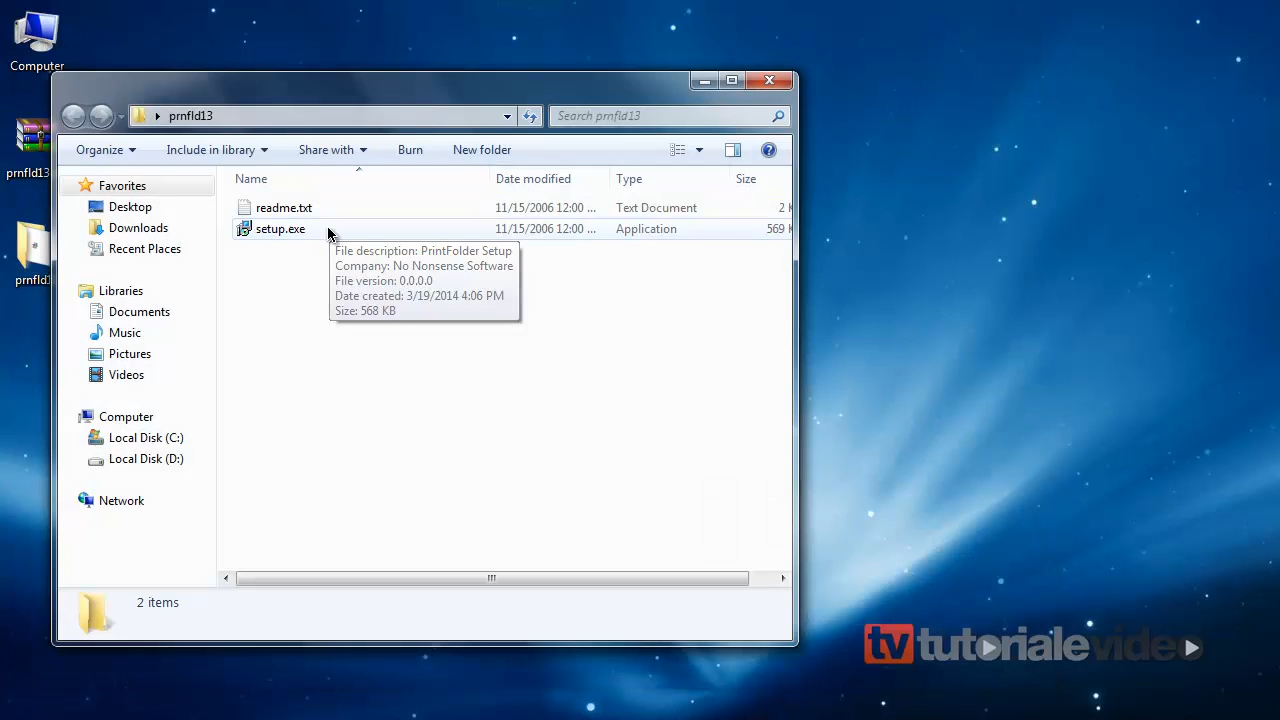 Computer
prnfld13
prnfld1
prnfld13
Search prnfld13
Organize
Include in library
Share with
Burn
New folder
Favorites
Desktop
Downloads
Recent Places
Libraries
Documents
Music
Pictures
Videos
Computer
Local Disk (C:)
Local Disk (D:)
Network
Name Date modified Type Size
readme.txt 11/15/2006 12:00 ... Text Document 2 K
setup.exe 11/15/2006 12:00 ... Application 569 K
File description: PrintFolder Setup
Company: No Nonsense Software
File version: 0.0.0.0
Date created: 3/19/2014 4:06 PM
Size: 568 KB
2 items
tv tutorialevideo